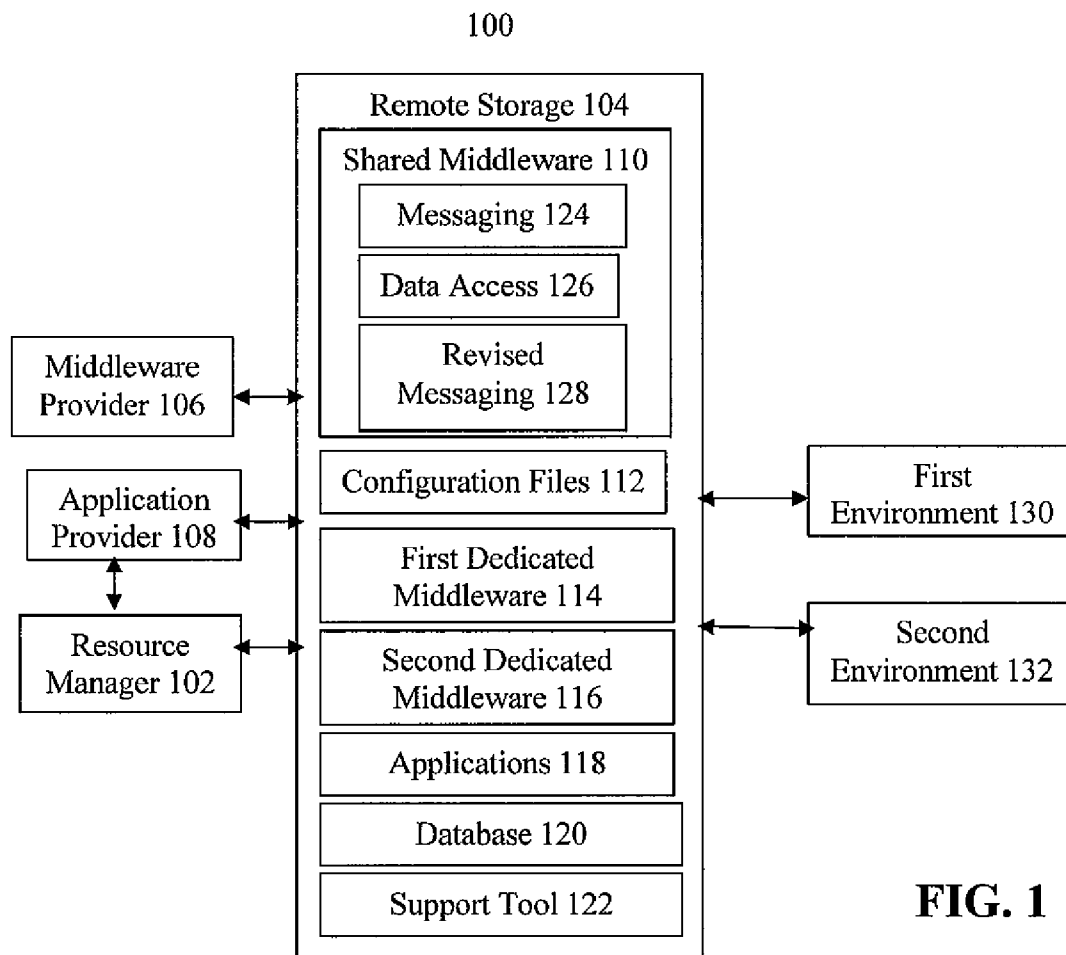 100
Remote Storage 104
Shared Middleware 110
Messaging 124
Data Access 126
Revised
Messaging 128
Middleware
Provider 106
Configuration Files 112
Application
Provider 108
First Dedicated
Middleware 114
Resource
Manager 102
Second Dedicated
Middleware 116
Applications 118
Database 120
Support Tool 122
First
Environment 130
Second
Environment 132
FIG. 1